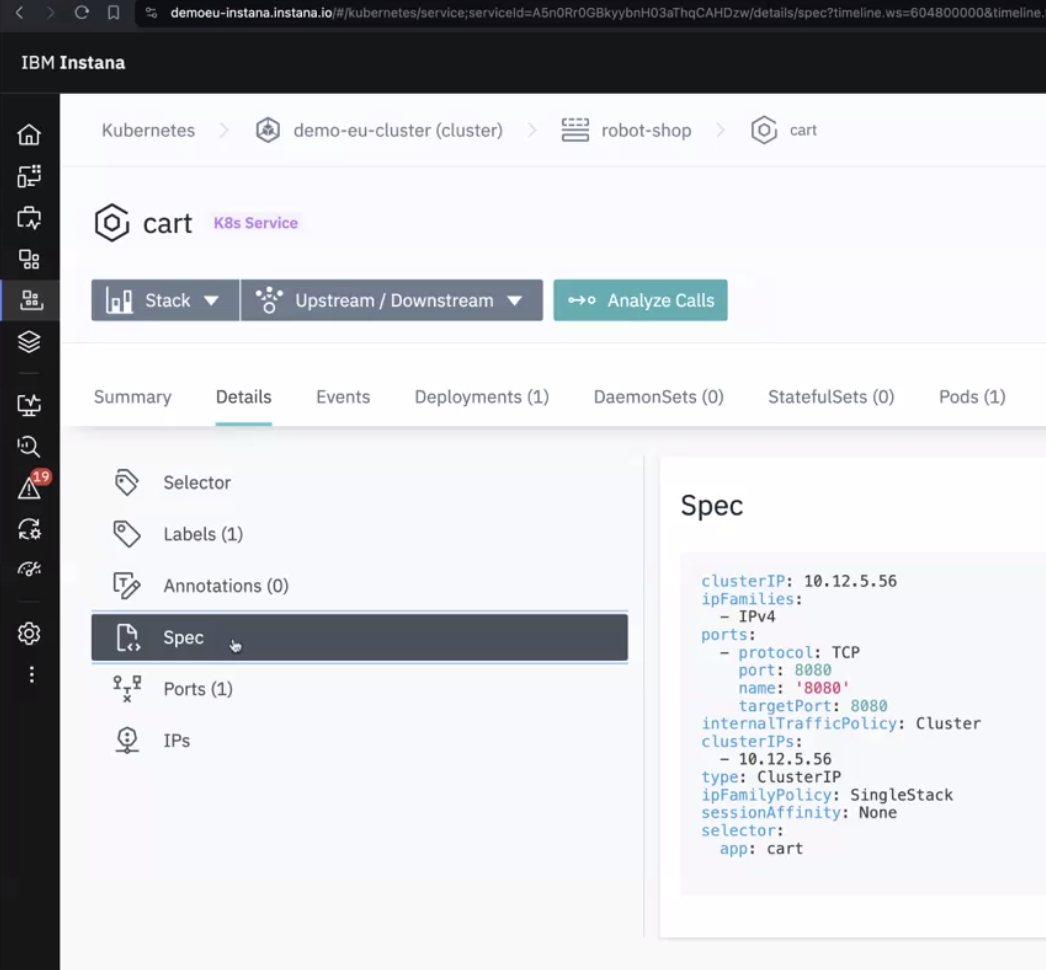 demoeu-instana.instana.io/#/kubernetes/service;serviceId=A5n0Rr0GBkyybnH03aThqCAHDzw/details/spec?timeline.ws=604800000&timeline.
IBM Instana
Kubernetes demo-eu-cluster (cluster) robot-shop cart
cart K8s Service
Stack Upstream / Downstream Analyze Calls
Summary Details Events Deployments (1) DaemonSets (0) StatefulSets (0) Pods (1)
19
Selector
Labels (1)
Annotations (0)
Spec
Ports (1)
IPs
Spec
clusterIP: 10.12.5.56
ipFamilies:
- IPv4
ports:
- protocol: TCP
port: 8080
name: '8080'
targetPort: 8080
internalTrafficPolicy: Cluster
clusterIPs:
- 10.12.5.56
type: ClusterIP
ipFamilyPolicy: SingleStack
sessionAffinity: None
selector:
app: cart